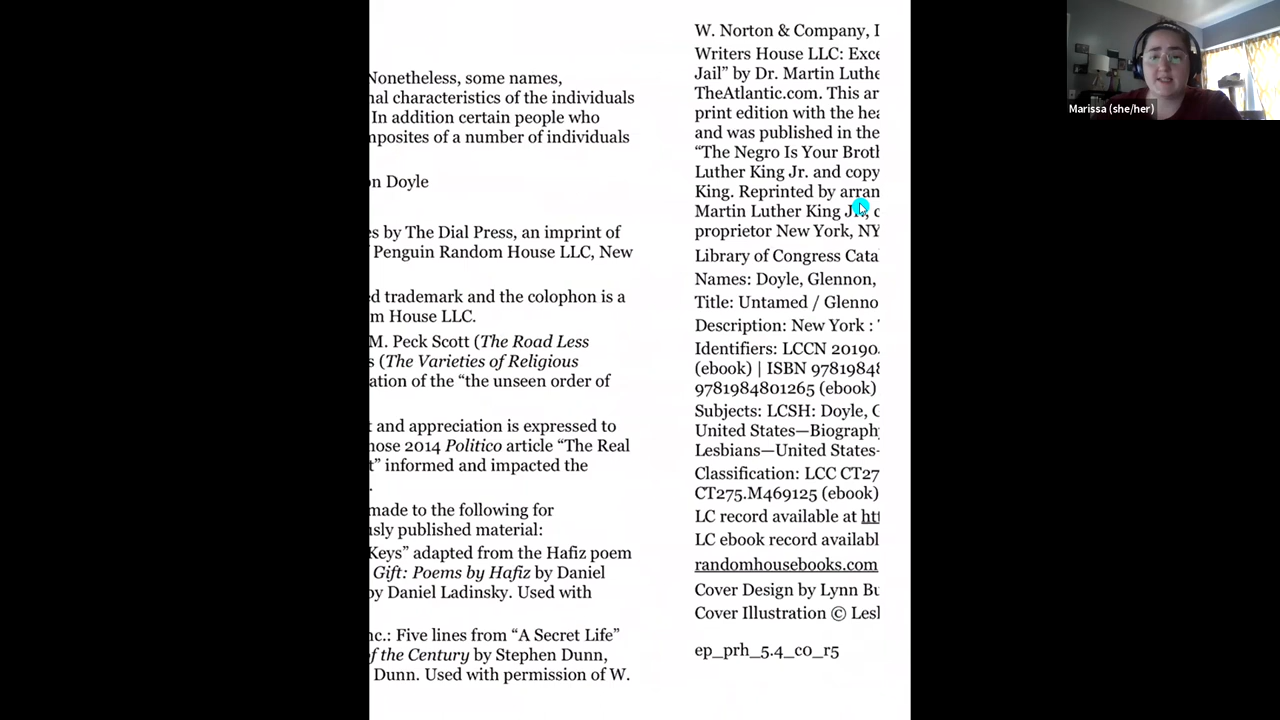 Nonetheless, some names,
nal characteristics of the individuals
In addition certain people who
mposites of a number of individuals
on Doyle
es by The Dial Press, an imprint of
Penguin Random House LLC, New
ed trademark and the colophon is a
m House LLC.
M. Peck Scott (The Road Less
s (The Varieties of Religious
ation of the “the unseen order of
t and appreciation is expressed to
hose 2014 Politico article “The Real
t” informed and impacted the
.
made to the following for
usly published material:
Keys” adapted from the Hafiz poem
Gift: Poems by Hafiz by Daniel
by Daniel Ladinsky. Used with
nc.: Five lines from “A Secret Life”
of the Century by Stephen Dunn,
Dunn. Used with permission of W.
W. Norton & Company, I
Writers House LLC: Exce
Jail” by Dr. Martin Luthe
TheAtlantic.com. This ar
print edition with the hea
and was published in the
“The Negro Is Your Broth
Luther King Jr. and copy
King. Reprinted by arran
Martin Luther King Jr., c
proprietor New York, NY
Library of Congress Cata
Names: Doyle, Glennon,
Title: Untamed / Glenno
Description: New York :
Identifiers: LCCN 20190
(ebook) | ISBN 97819848
9781984801265 (ebook)
Subjects: LCSH: Doyle, G
United States—Biography
Lesbians—United States-
Classification: LCC CT27
CT275.M469125 (ebook)
LC record available at htt
LC ebook record availabl
randomhousebooks.com
Cover Design by Lynn Bu
Cover Illustration © Lesl
ep_prh_5.4_c0_r5
Marissa (she/her)